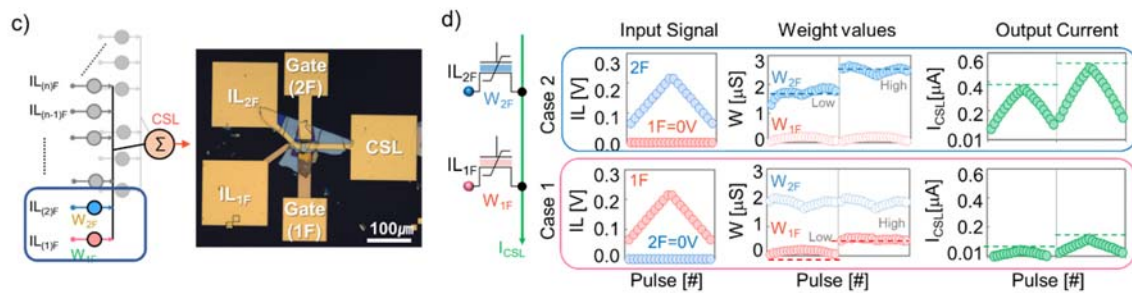 c)
IL(n)F
IL(n-1)F
IL(2)F
W2F
IL(1)F
W1F
CSL
Σ
Gate
(2F)
IL2F
CSL
IL1F
Gate
(1F)
100μm
d)
IL2F
W2F
IL1F
W1F
ICSL
Input Signal
Weight values
Output Current
Case 2
IL [V]
0.3
0.2
0.1
0.0
2F
1F=0V
W [μS]
3
2
1
0
W2F
Low
High
W1F
ICSL[μA]
0.6
0.4
0.2
0.01
Case 1
IL [V]
0.3
0.2
0.1
0.0
1F
2F=0V
Pulse [#]
W [μS]
3
2
1
0
W2F
W1F
Low
High
Pulse [#]
ICSL[μA]
0.6
0.4
0.2
0.01
Pulse [#]